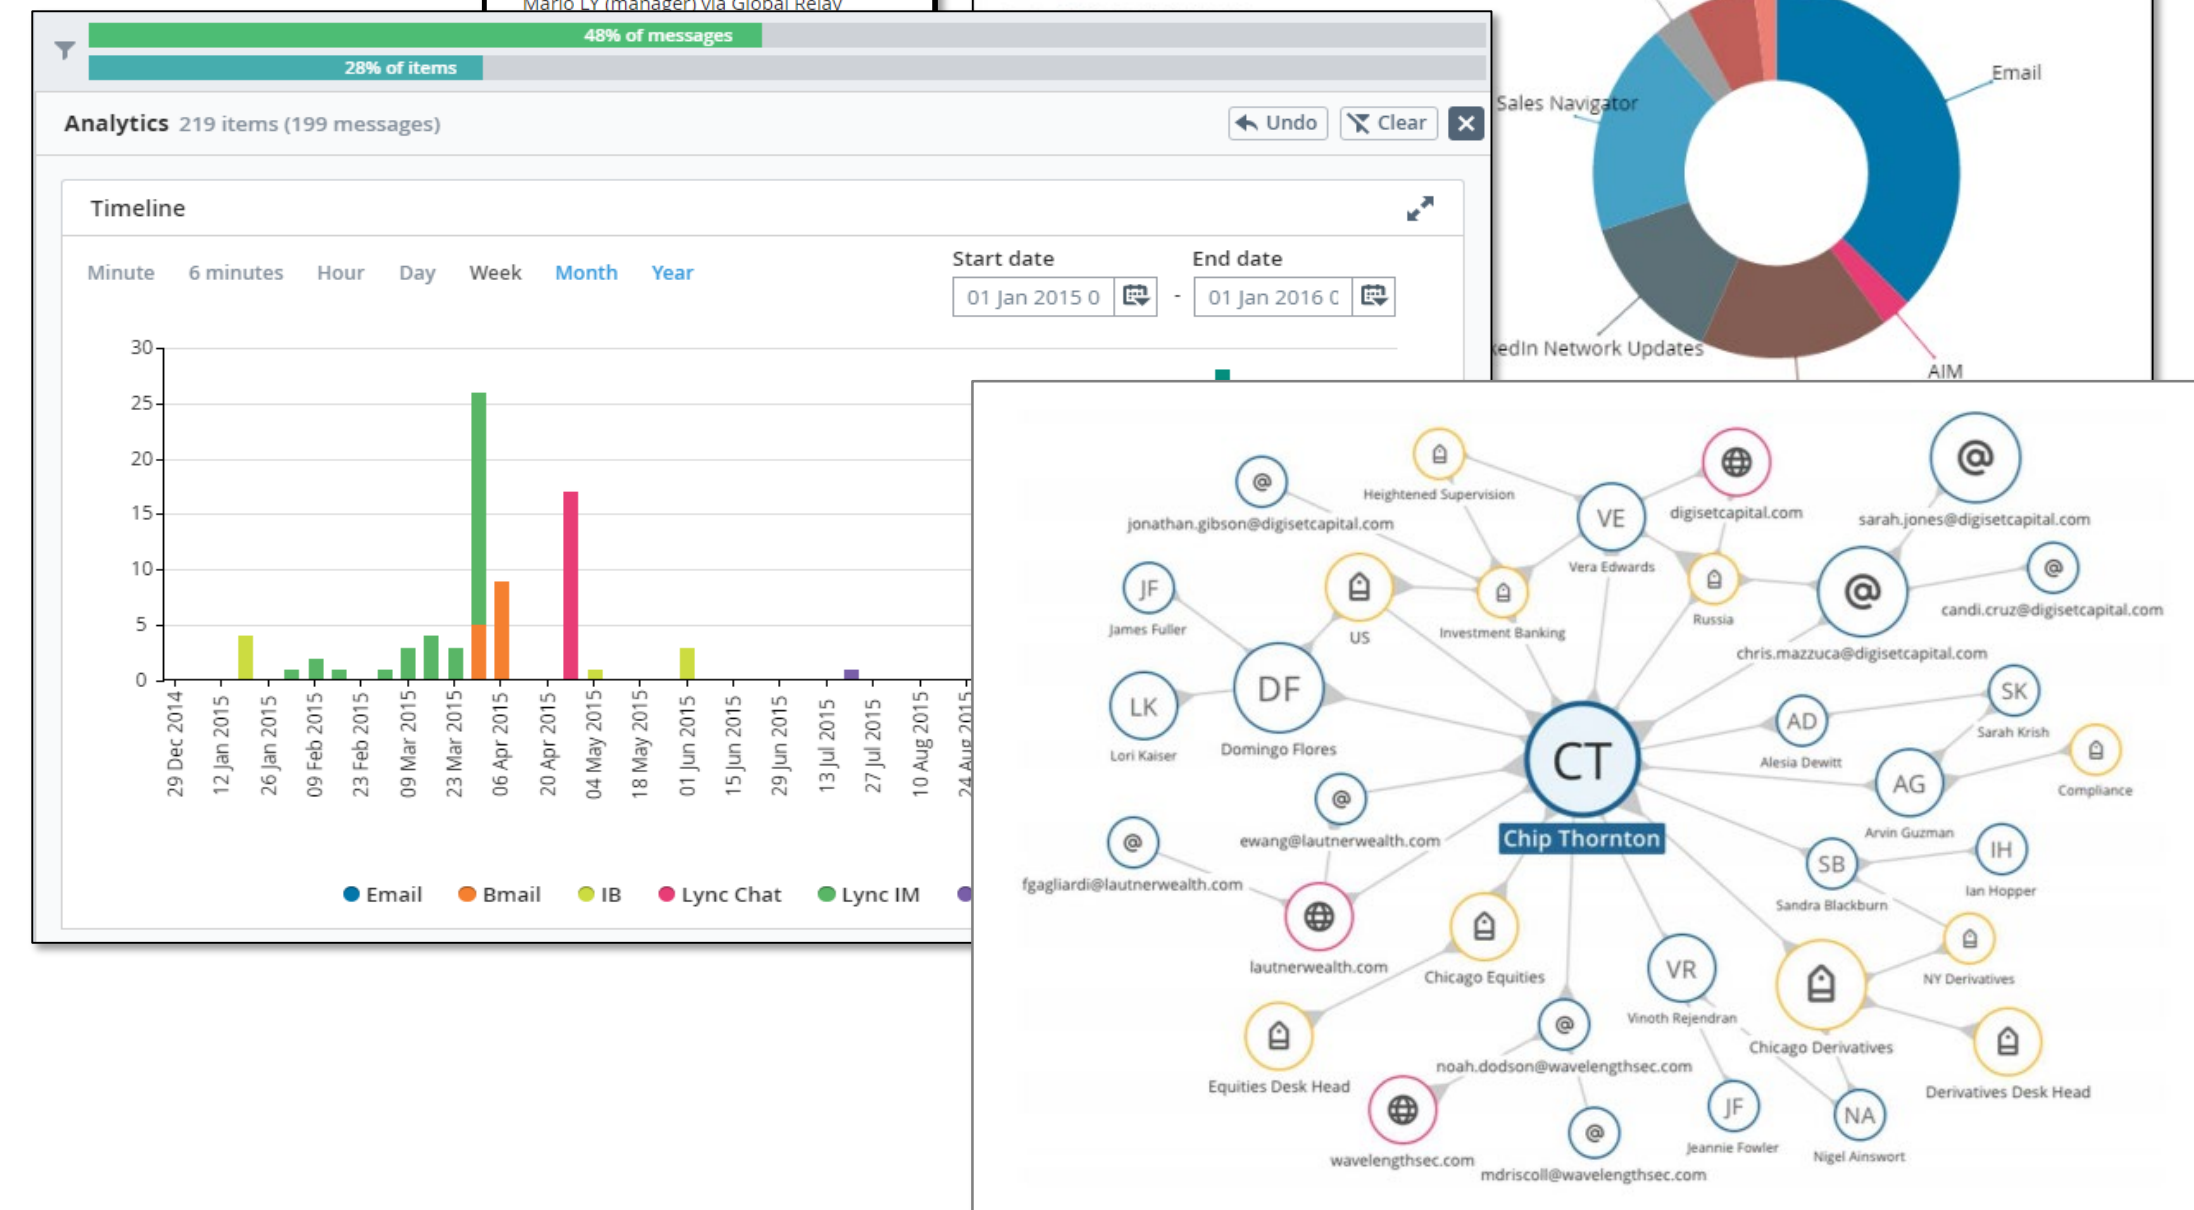 Mario LY (manager) via Global Relay
48% of messages
28% of items
Analytics 219 items (199 messages)
Undo
Clear
Timeline
Minute 6 minutes Hour Day Week Month Year
Start date
End date
01 Jan 2015 0
-
01 Jan 2016 0
30
25
20
15
10
5
0
29 Dec 2014
12 Jan 2015
26 Jan 2015
09 Feb 2015
23 Feb 2015
09 Mar 2015
23 Mar 2015
06 Apr 2015
20 Apr 2015
04 May 2015
18 May 2015
01 Jun 2015
15 Jun 2015
29 Jun 2015
13 Jul 2015
27 Jul 2015
10 Aug 2015
24 Aug 2015
Email
Bmail
IB
Lync Chat
Lync IM
Email
Sales Navigator
kedIn Network Updates
AIM
Heightened Supervision
@
jonathan.gibson@digisetcapital.com
VE
Vera Edwards
digisetcapital.com
@
sarah.jones@digisetcapital.com
JF
James Fuller
US
Investment Banking
Russia
@
chris.mazzuca@digisetcapital.com
@
candi.cruz@digisetcapital.com
LK
Lori Kaiser
DF
Domingo Flores
CT
Chip Thornton
AD
Alesia Dewitt
SK
Sarah Krish
AG
Arvin Guzman
Compliance
@
ewang@lautnerwealth.com
@
fgagliardi@lautnerwealth.com
lautnerwealth.com
SB
Sandra Blackburn
IH
Ian Hopper
Chicago Equities
VR
Vinoth Rejendran
Chicago Derivatives
NY Derivatives
Equities Desk Head
@
noah.dodson@wavelengthsec.com
Derivatives Desk Head
wavelengthsec.com
@
mdriscoll@wavelengthsec.com
JF
Jeannie Fowler
NA
Nigel Ainswort